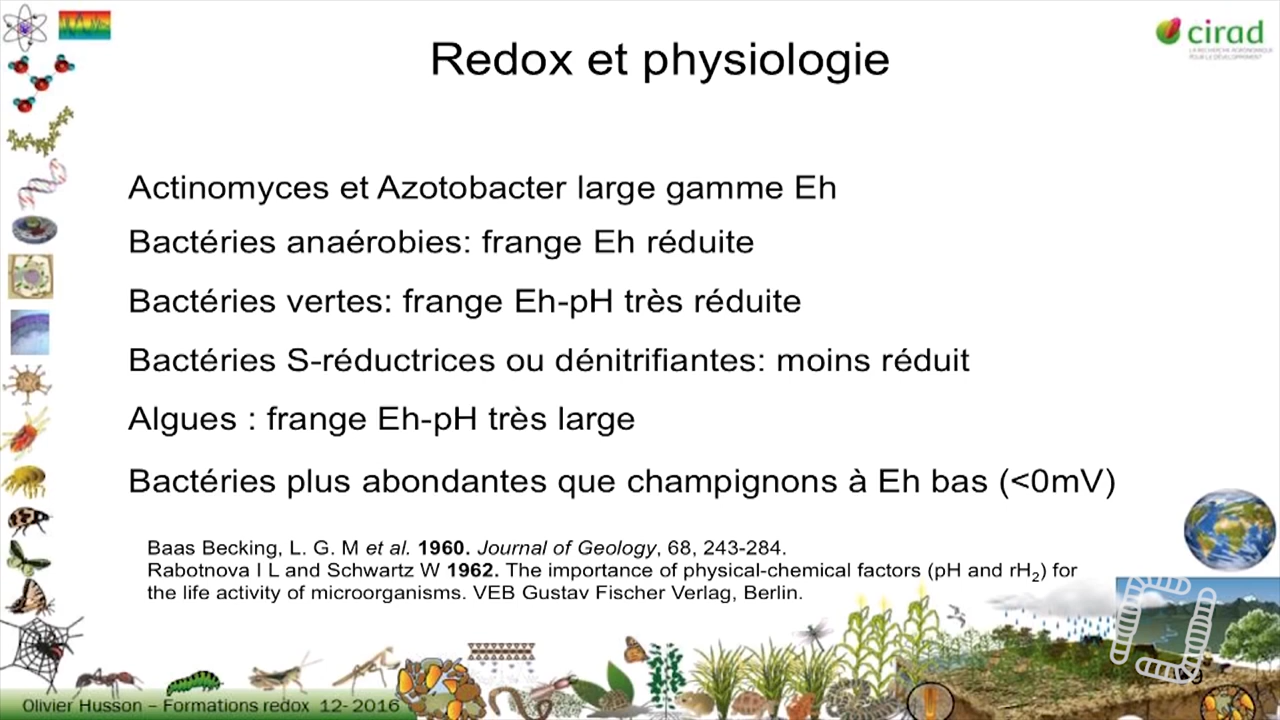 cirad
LA RECHERCHE AGRONOMIQUE
POUR LE DÉVELOPPEMENT
Redox et physiologie
Actinomyces et Azotobacter large gamme Eh
Bactéries anaérobies: frange Eh réduite
Bactéries vertes: frange Eh-pH très réduite
Bactéries S-réductrices ou dénitrifiantes: moins réduit
Algues : frange Eh-pH très large
Bactéries plus abondantes que champignons à Eh bas (<0mV)
Baas Becking, L. G. M et al. 1960. Journal of Geology, 68, 243-284.
Rabotnova I L and Schwartz W 1962. The importance of physical-chemical factors (pH and rH₂) for
the life activity of microorganisms. VEB Gustav Fischer Verlag, Berlin.
Olivier Husson – Formations redox 12- 2016